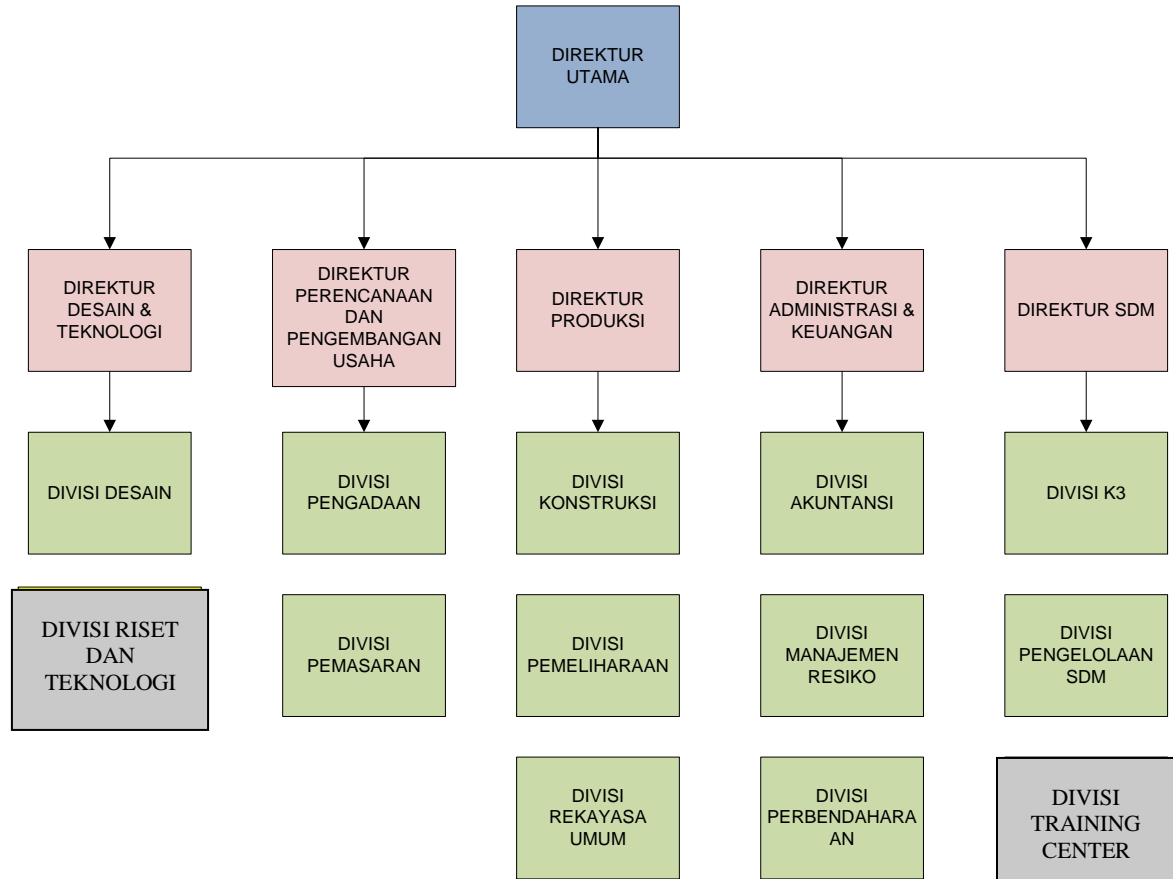 DIREKTUR
UTAMA
DIREKTUR
DESAIN &
TEKNOLOGI
DIREKTUR
PERENCANAAN
DAN
PENGEMBANGAN
USAHA
DIREKTUR
PRODUKSI
DIREKTUR
ADMINISTRASI &
KEUANGAN
DIREKTUR SDM
DIVISI DESAIN
DIVISI
PENGADAAN
DIVISI
KONSTRUKSI
DIVISI
AKUNTANSI
DIVISI K3
DIVISI RISET
DAN
TEKNOLOGI
DIVISI
PEMASARAN
DIVISI
PEMELIHARAAN
DIVISI
MANAJEMEN
RESIKO
DIVISI
PENGELOLAAN
SDM
DIVISI
REKAYASA
UMUM
DIVISI
PERBENDAHARA
AN
DIVISI
TRAINING
CENTER